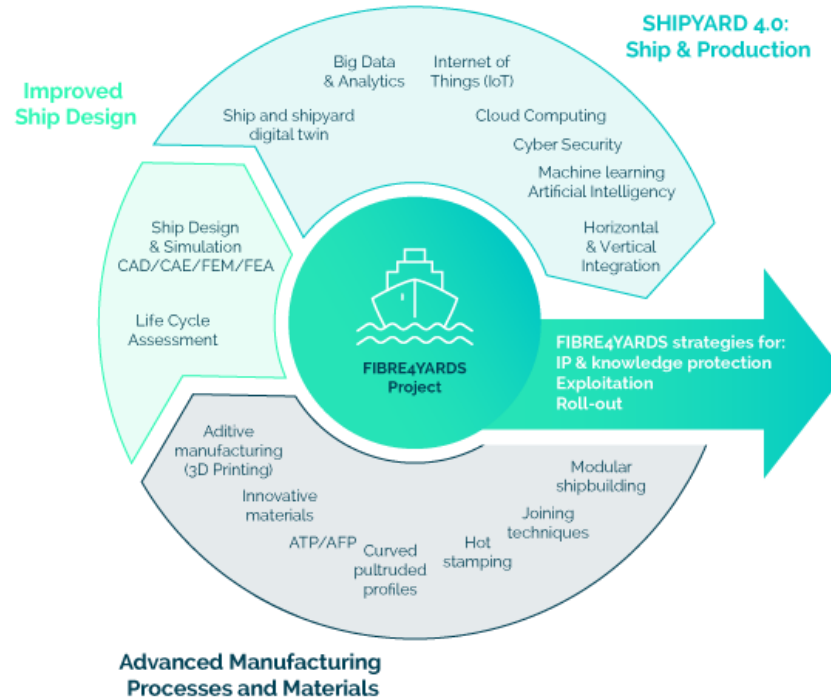 SHIPYARD 4.0:
Ship & Production
Improved
Ship Design
Big Data
& Analytics
Internet of
Things (IoT)
Ship and shipyard
digital twin
Cloud Computing
Cyber Security
Machine learning
Artificial Intelligency
Horizontal
& Vertical
Integration
Ship Design
& Simulation
CAD/CAE/FEM/FEA
Life Cycle
Assessment
FIBRE4YARDS
Project
FIBRE4YARDS strategies for:
IP & knowledge protection
Exploitation
Roll-out
Aditive
manufacturing
(3D Printing)
Innovative
materials
ATP/AFP
Curved
pultruded
profiles
Hot
stamping
Joining
techniques
Modular
shipbuilding
Advanced Manufacturing
Processes and Materials